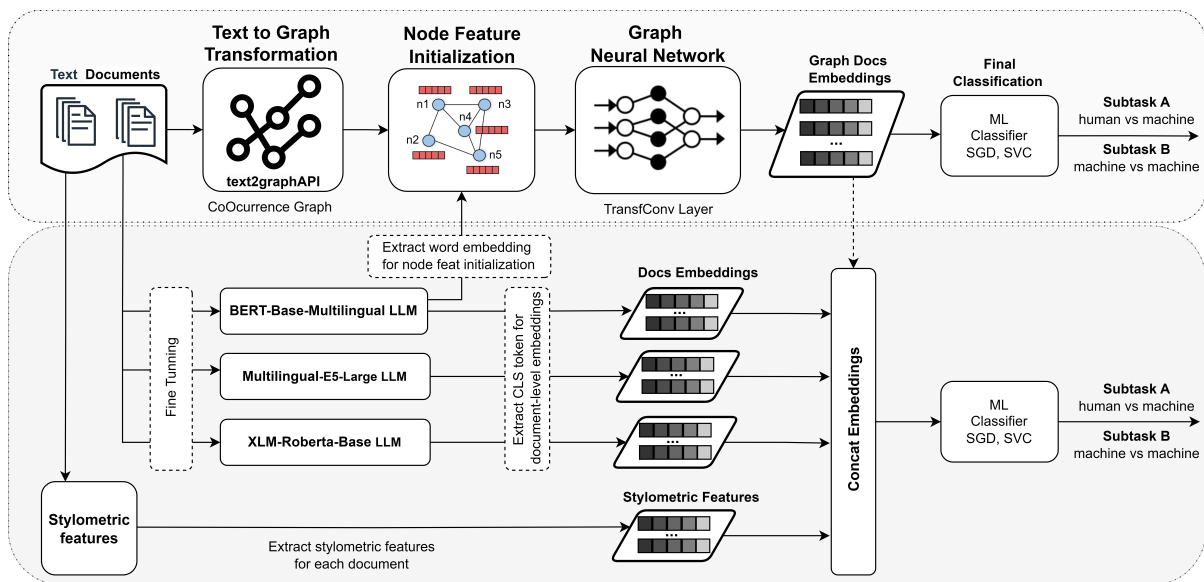 Text Documents
Text to Graph
Transformation
text2graphAPI
CoOcurrence Graph
Node Feature
Initialization
n1
n3
n4
n2
n5
Graph
Neural Network
TransfConv Layer
Graph Docs
Embeddings
...
Final
Classification
ML
Classifier
SGD, SVC
Subtask A
human vs machine
Subtask B
machine vs machine
Extract word embedding
for node feat initialization
Fine Tunning
BERT-Base-Multilingual LLM
Multilingual-E5-Large LLM
XLM-Roberta-Base LLM
Extract CLS token for
document-level embeddings
Docs Embeddings
...
...
...
Stylometric
features
Extract stylometric features
for each document
Stylometric Features
...
Concat Embeddings
ML
Classifier
SGD, SVC
Subtask A
human vs machine
Subtask B
machine vs machine